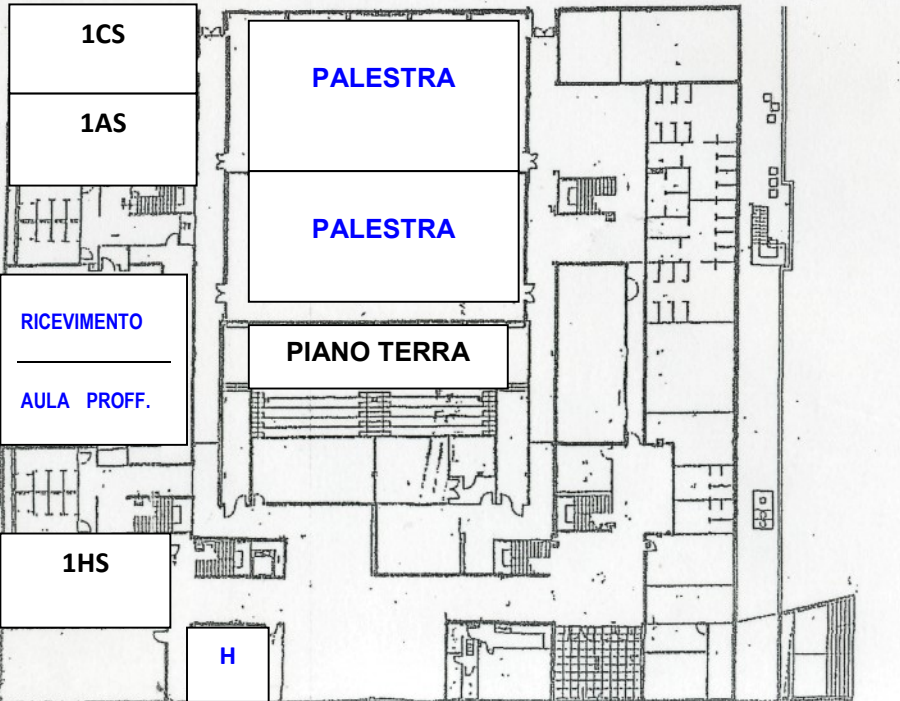 1CS
PALESTRA
1AS
PALESTRA
RICEVIMENTO
PIANO TERRA
AULA PROFF.
1HS
H